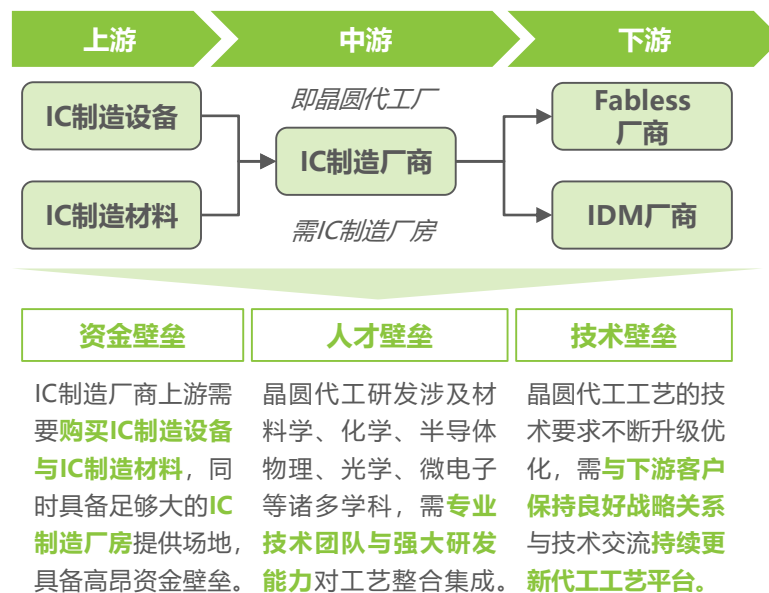 上游
中游
下游
IC制造设备
IC制造材料
即晶圆代工厂
IC制造厂商
需IC制造厂房
Fabless
厂商
IDM厂商
资金壁垒
IC制造厂商上游需
要购买IC制造设备
与IC制造材料，同
时具备足够大的IC
制造厂房提供场地，
具备高昂资金壁垒。
人才壁垒
晶圆代工研发涉及材
料学、化学、半导体
物理、光学、微电子
等诸多学科，需专业
技术团队与强大研发
能力对工艺整合集成。
技术壁垒
晶圆代工工艺的技
术要求不断升级优
化，需与下游客户
保持良好战略关系
与技术交流持续更
新代工工艺平台。